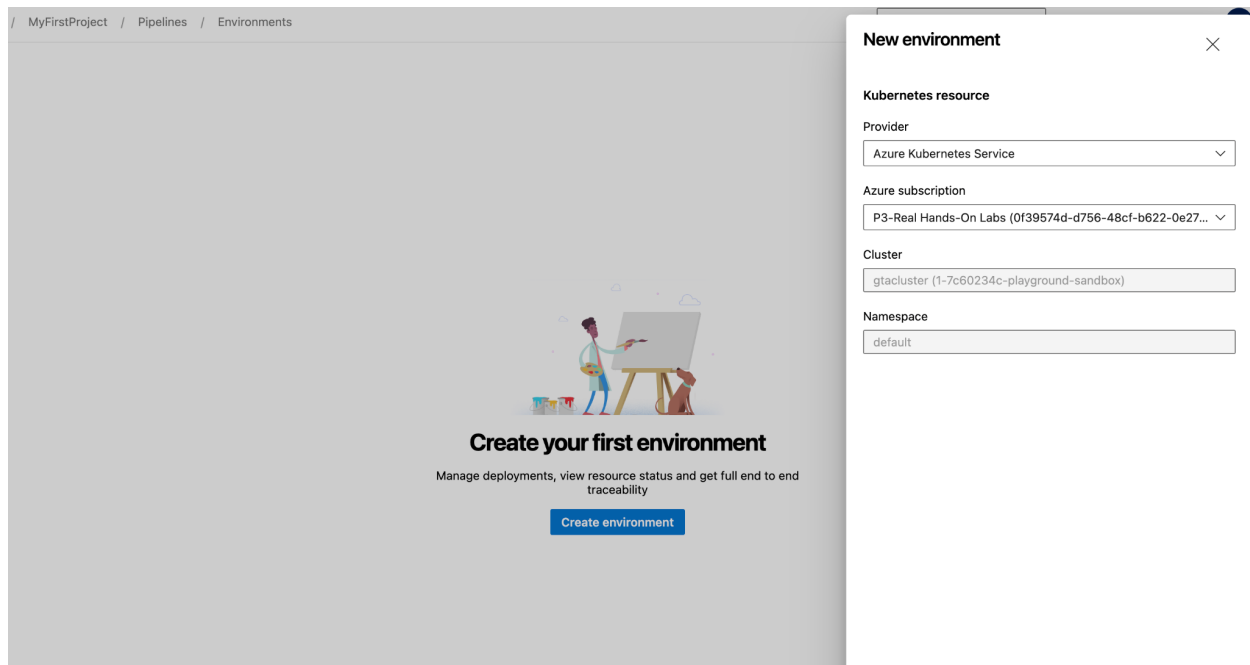 / MyFirstProject / Pipelines / Environments
New environment
Kubernetes resource
Provider
Azure Kubernetes Service
Azure subscription
P3-Real Hands-On Labs (0f39574d-d756-48cf-b622-0e27...
Cluster
gtacluster (1-7c60234c-playground-sandbox)
Namespace
default
Create your first environment
Manage deployments, view resource status and get full end to end
traceability
Create environment